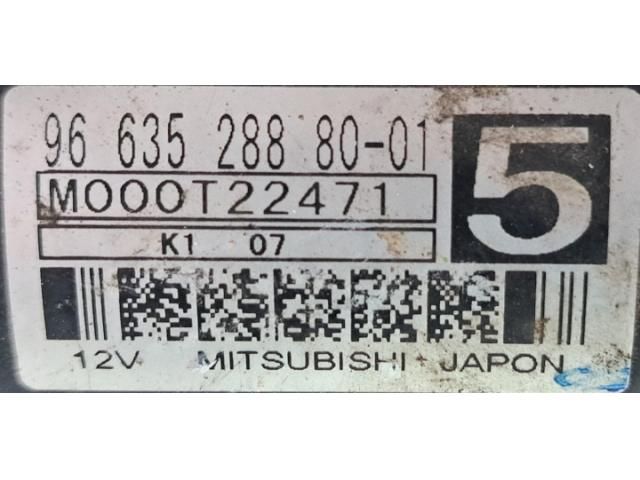 96 635 288 80-01
5
M000T22471
K1 07
12V MITSUBISHI JAPON